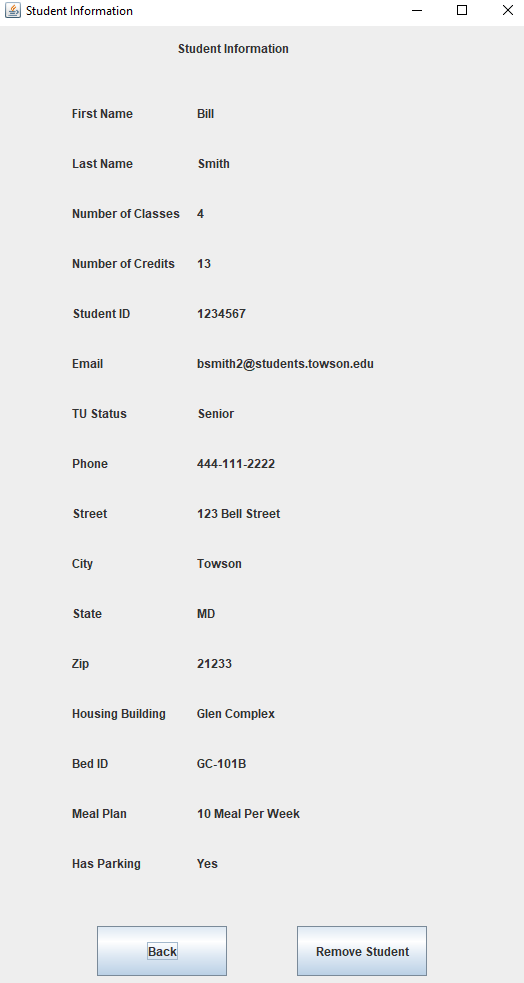 Student Information
Student Information
First Name Bill
Last Name Smith
Number of Classes 4
Number of Credits 13
Student ID 1234567
Email bsmith2@students.towson.edu
TU Status Senior
Phone 444-111-2222
Street 123 Bell Street
City Towson
State MD
Zip 21233
Housing Building Glen Complex
Bed ID GC-101B
Meal Plan 10 Meal Per Week
Has Parking Yes
Back Remove Student